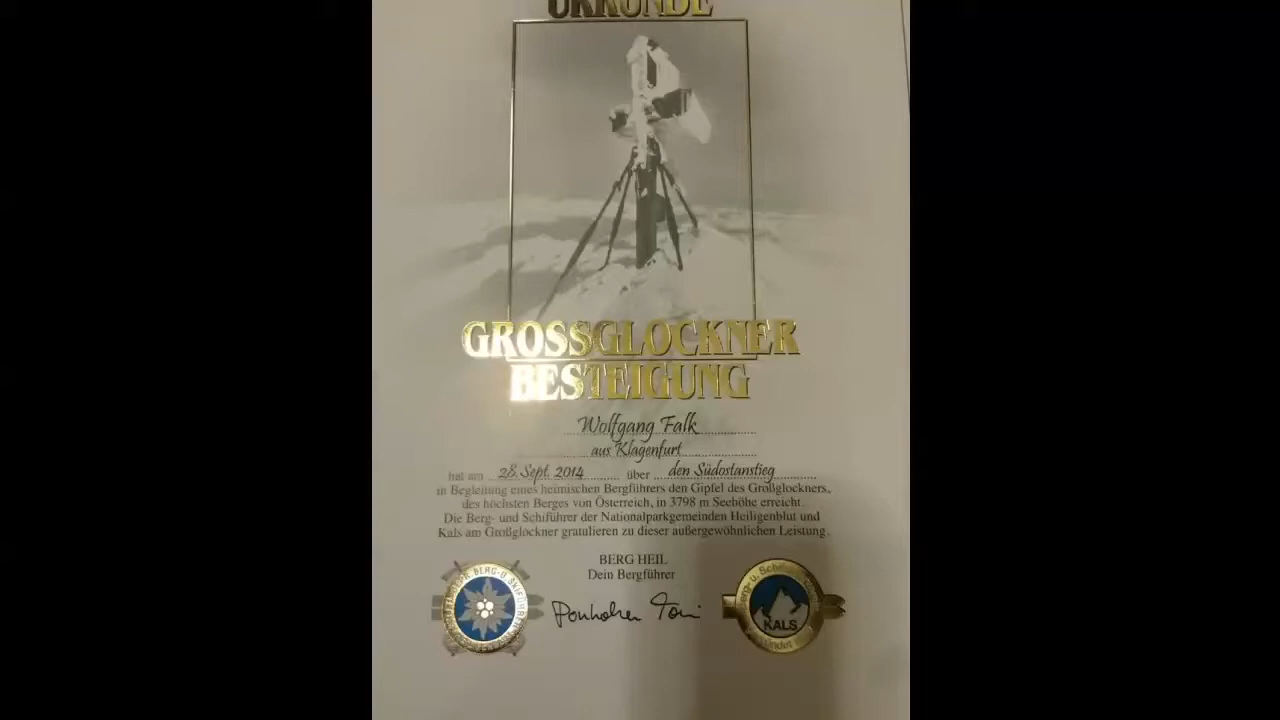 URKUNDE
GROSSGLOCKNER
BESTEIGUNG
Wolfgang Falk
aus Klagenfurt
hat am 28. Sept. 2014 über den Südostanstieg
in Begleitung eines heimischen Bergführers den Gipfel des Großglockners,
des höchsten Berges von Österreich, in 3798 m Seehöhe erreicht.
Die Berg- und Schiführer der Nationalparkgemeinden Heiligenblut und
Kals am Großglockner gratulieren zu dieser außergewöhnlichen Leistung.
BERG HEIL
Dein Bergführer
BERG- U. SKIFÜHRER
KALS